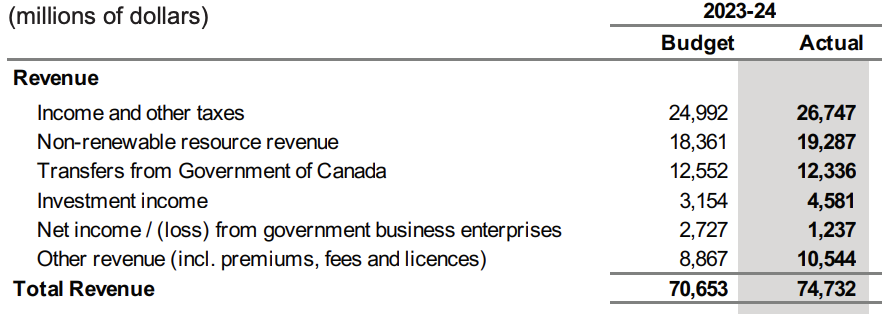 (millions of dollars) 2023-24
Budget Actual
Revenue
Income and other taxes 24,992 26,747
Non-renewable resource revenue 18,361 19,287
Transfers from Government of Canada 12,552 12,336
Investment income 3,154 4,581
Net income / (loss) from government business enterprises 2,727 1,237
Other revenue (incl. premiums, fees and licences) 8,867 10,544
Total Revenue 70,653 74,732